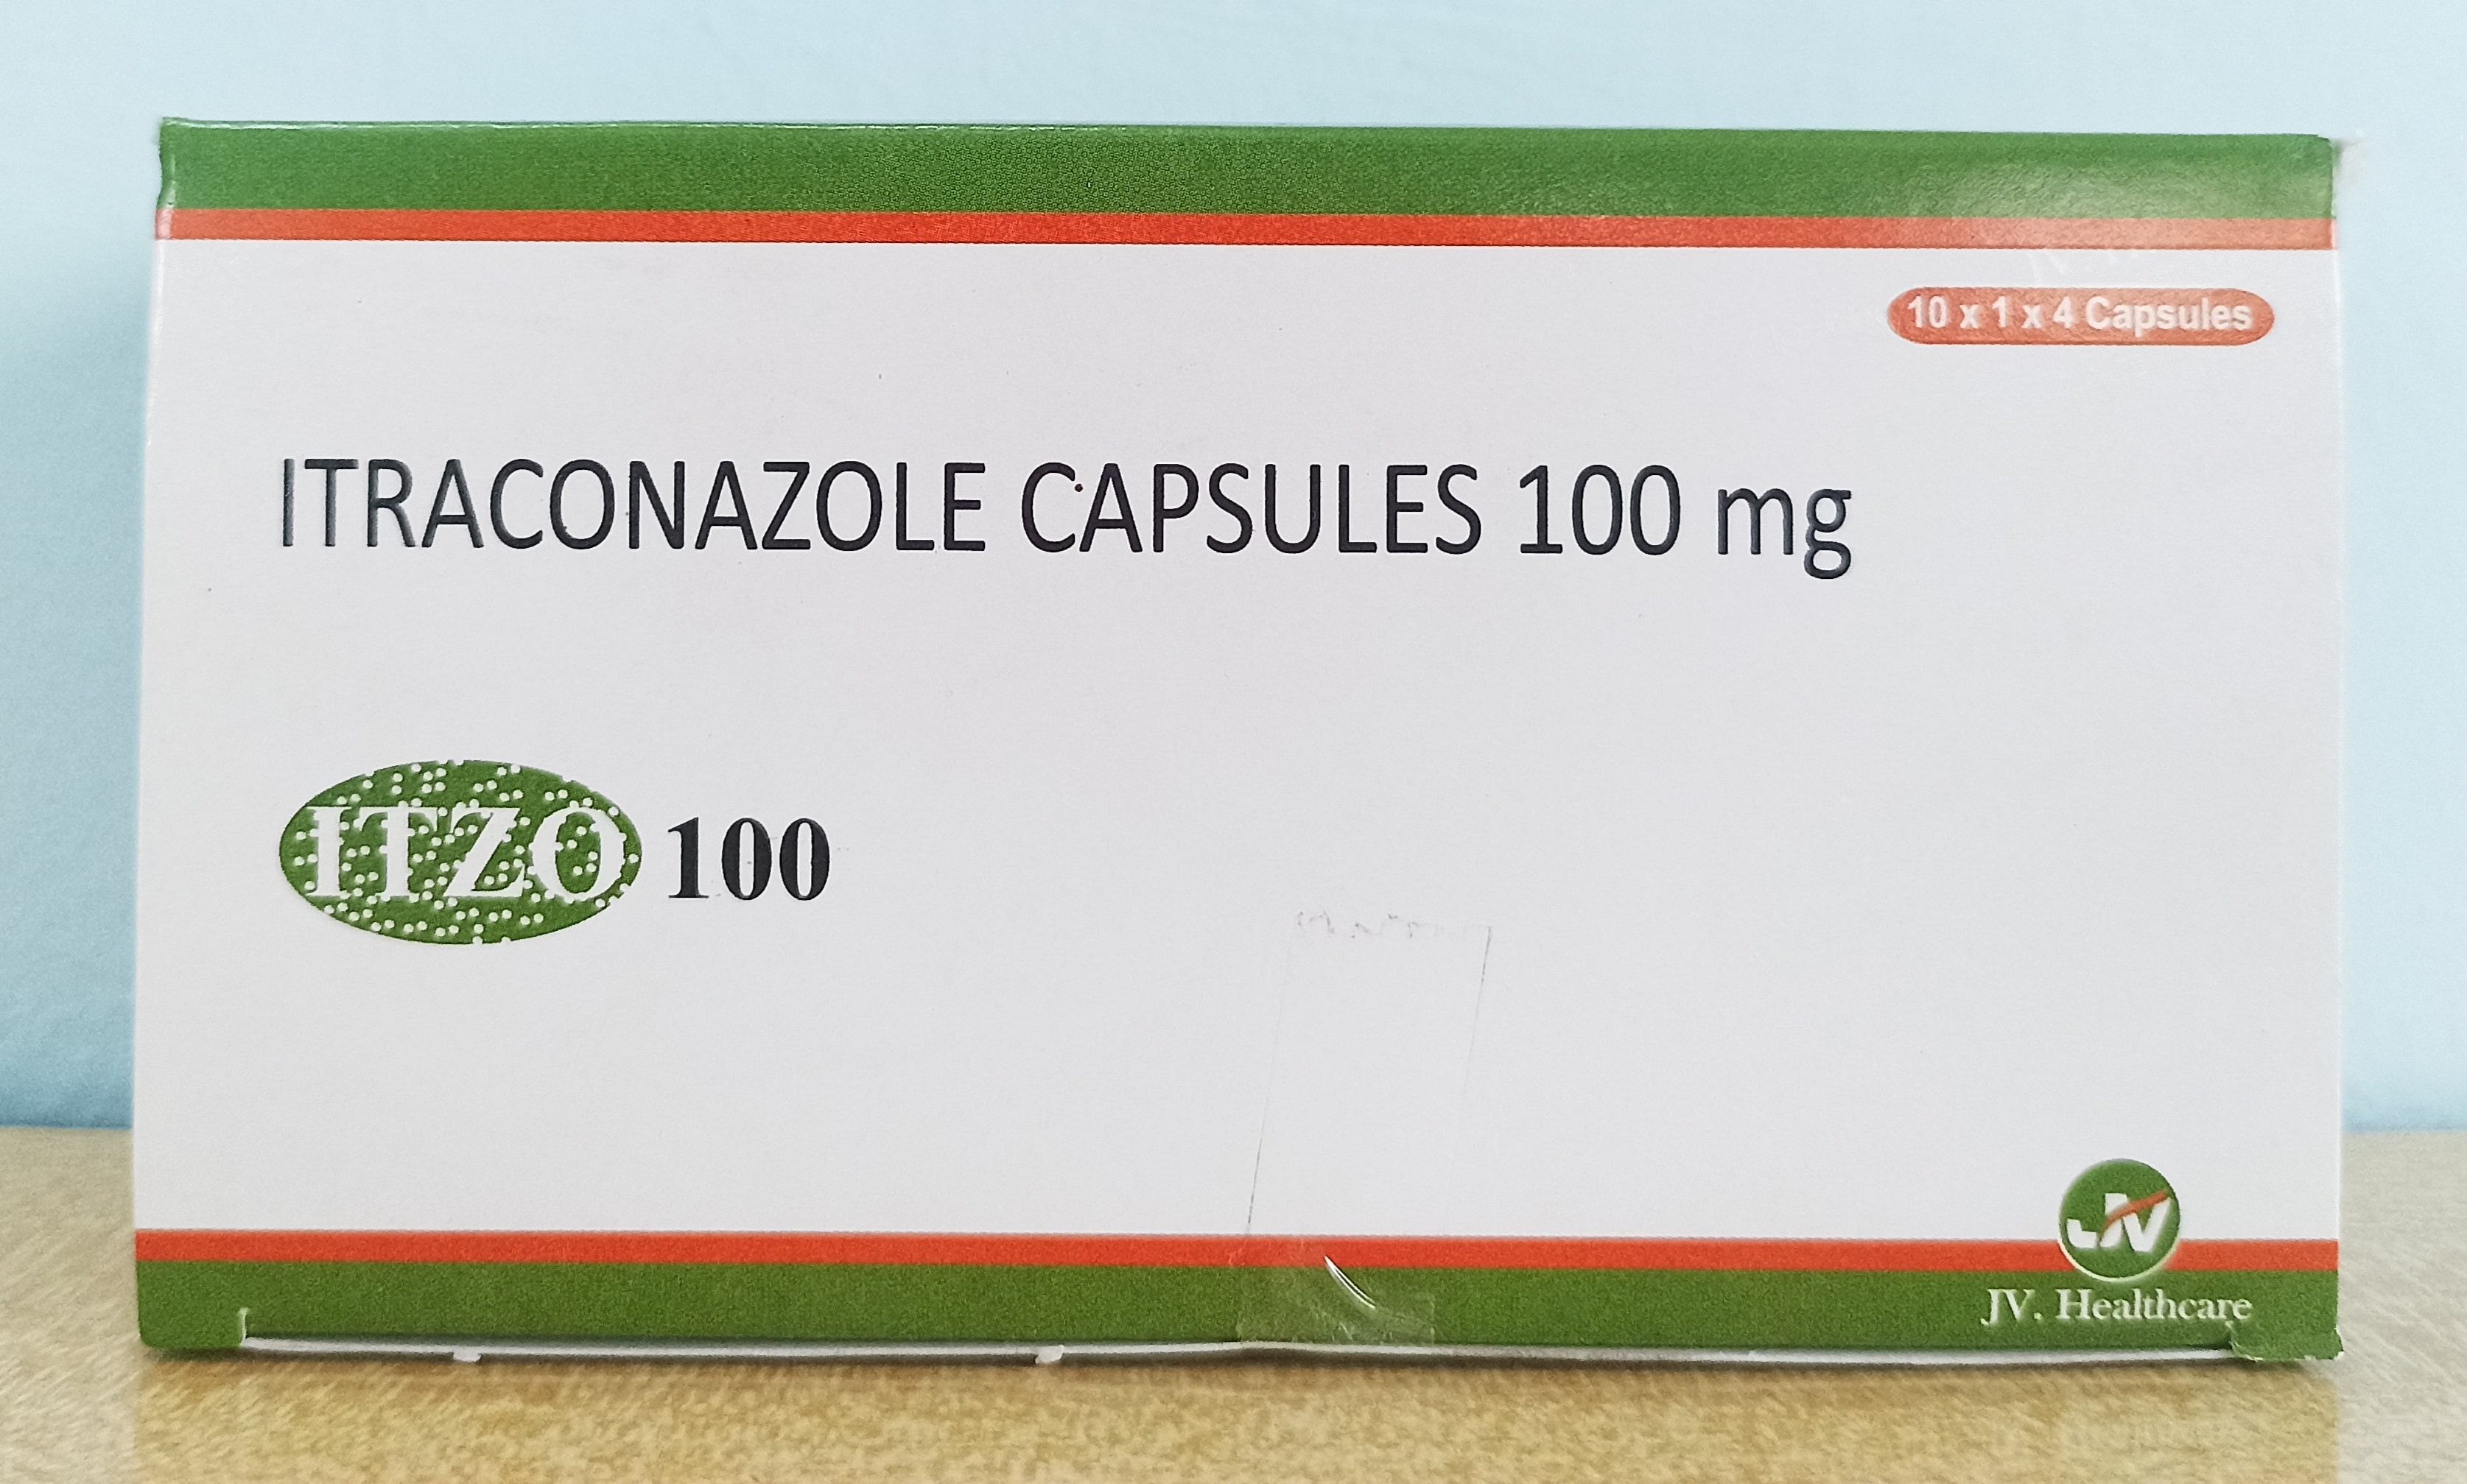 10 x 1 x 4 Capsules
ITRACONAZOLE CAPSULES 100 mg
ITZO 100
JV
JV. Healthcare